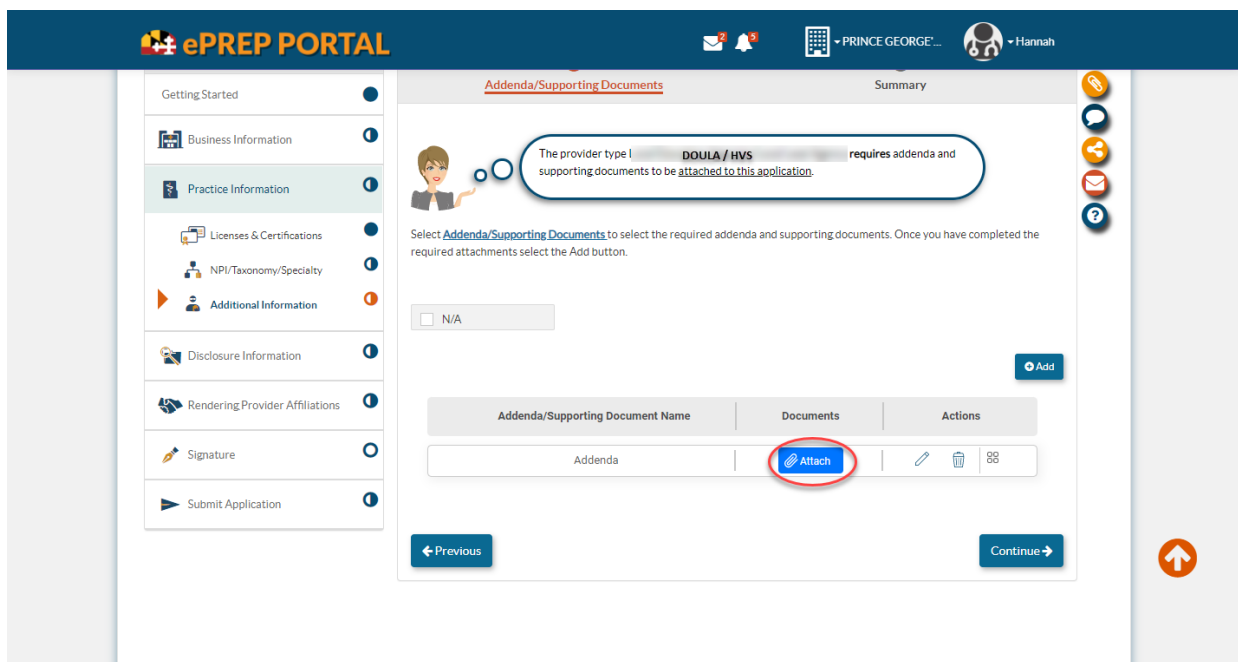 ePREP PORTAL
2
5
PRINCE GEORGE'...
Hannah
Getting Started
Business Information
Practice Information
Licenses & Certifications
NPI/Taxonomy/Specialty
Additional Information
Disclosure Information
Rendering Provider Affiliations
Signature
Submit Application
Addenda/Supporting Documents
Summary
The provider type DOULA / HVS requires addenda and
supporting documents to be attached to this application.
Select Addenda/Supporting Documents to select the required addenda and supporting documents. Once you have completed the
required attachments select the Add button.
N/A
Add
Addenda/Supporting Document Name Documents Actions
Addenda Attach
Previous
Continue